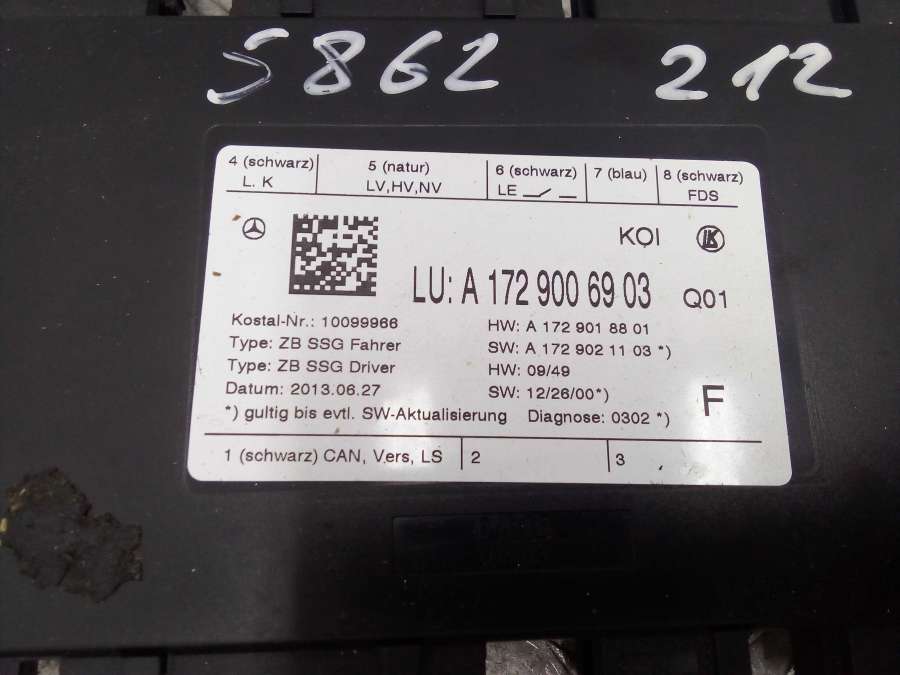 S862 212
4 (schwarz) 5 (natur) 6 (schwarz) 7 (blau) 8 (schwarz)
L. K LV,HV,NV LE FDS
KOI
LU: A 172 900 69 03 Q01
Kostal-Nr.: 10099966 HW: A 172 901 88 01
Type: ZB SSG Fahrer SW: A 172 902 11 03 *)
Type: ZB SSG Driver HW: 09/49
Datum: 2013.06.27 SW: 12/26/00*)
F
*) gultig bis evtl. SW-Aktualisierung Diagnose: 0302 *)
1 (schwarz) CAN, Vers, LS 2 3